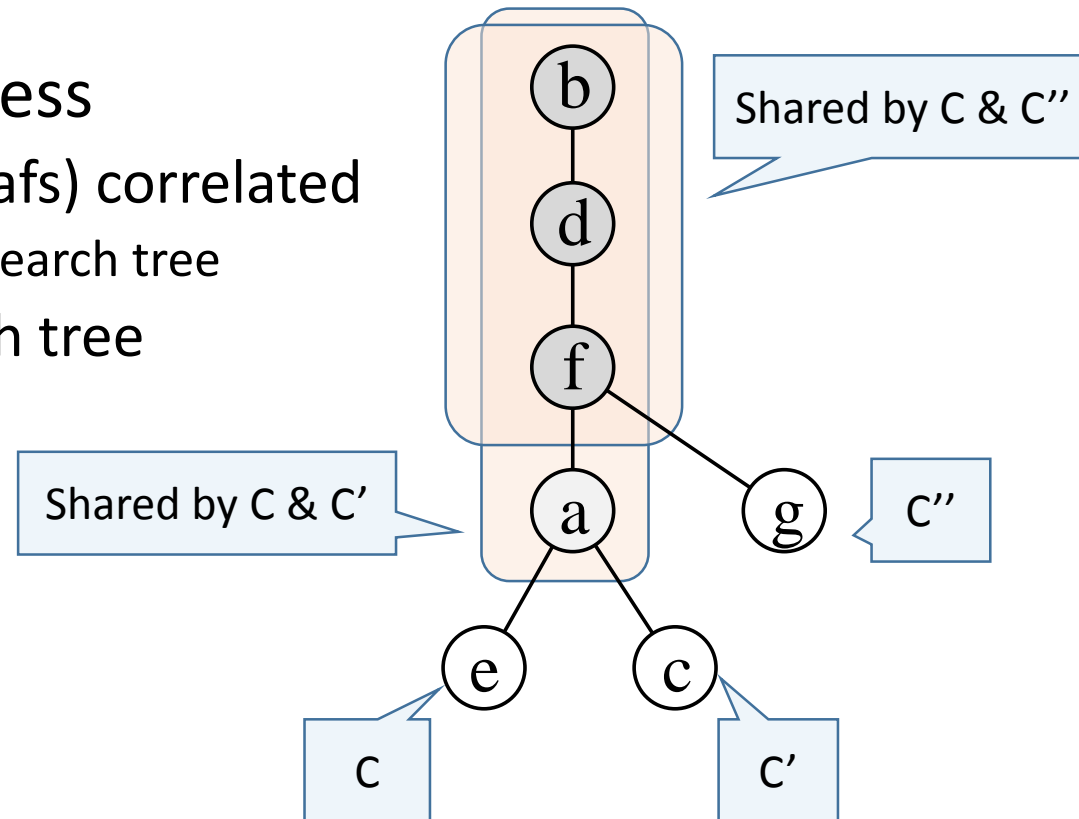 ess
afs) correlated
earch tree
h tree
b
Shared by C & C’’
d
f
Shared by C & C’
a
g
C’’
e
c
C
C’